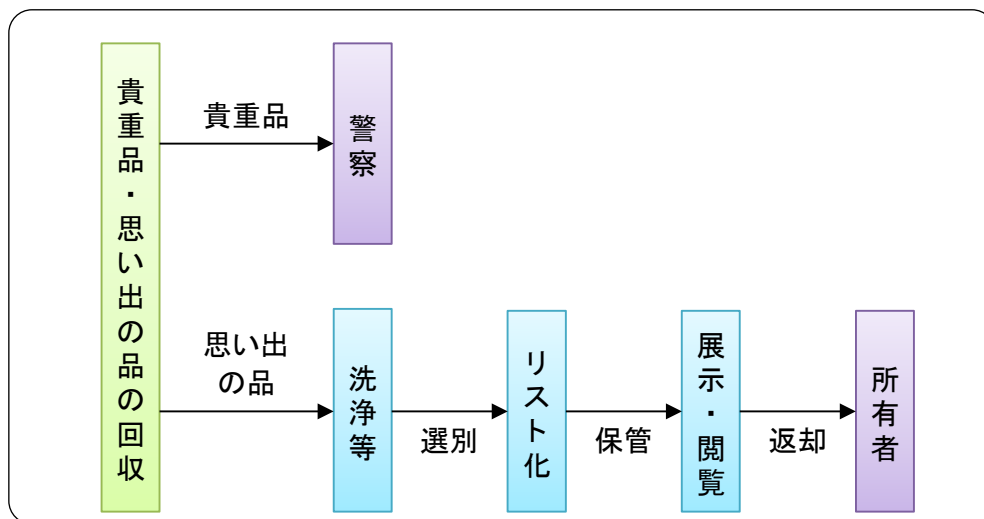 貴重品・思い出の品の回収
貴重品
警察
思い出
の品
洗浄等
選別
リスト化
保管
展示・閲覧
返却
所有者